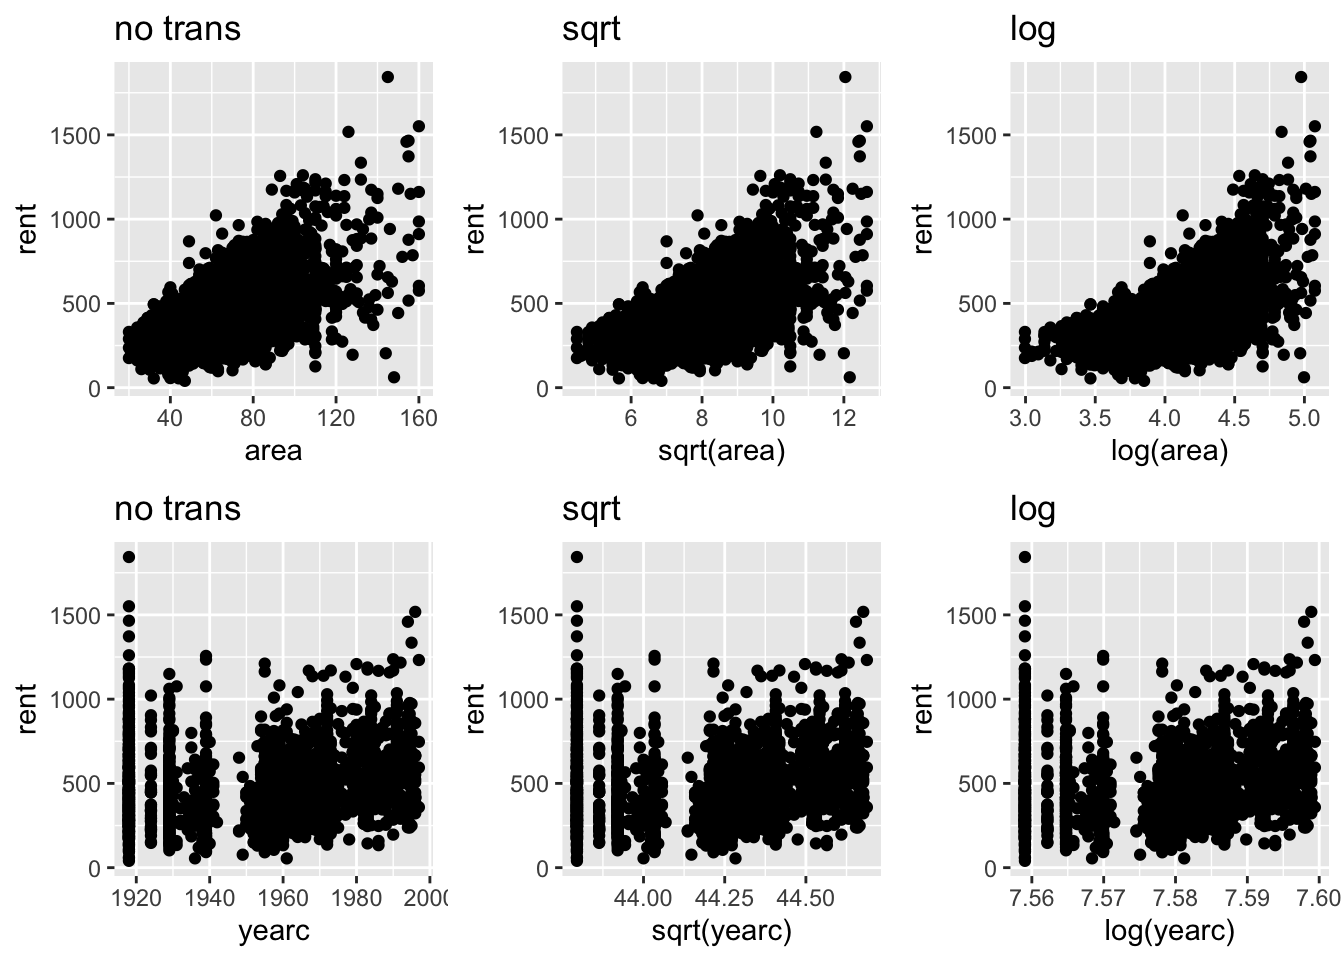 no trans
sqrt
log
rent
1500
1000
500
0
40
80
120
160
area
rent
1500
1000
500
0
6
8
10
12
sqrt(area)
rent
1500
1000
500
0
3.0
3.5
4.0
4.5
5.0
log(area)
no trans
sqrt
log
rent
1500
1000
500
0
1920
1940
1960
1980
200
yearc
rent
1500
1000
500
0
44.00
44.25
44.50
sqrt(yearc)
rent
1500
1000
500
0
7.56
7.57
7.58
7.59
7.60
log(yearc)